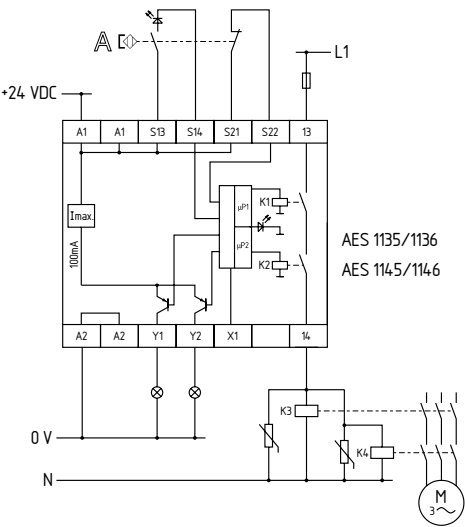 A
L1
+24 VDC
A1 A1 S13 S14 S21 S22 13
μP1
K1
Imax.
100mA
μP2
K2
AES 1135/1136
AES 1145/1146
A2 A2 Y1 Y2 X1 14
K3
0 V
K4
N
M
3~